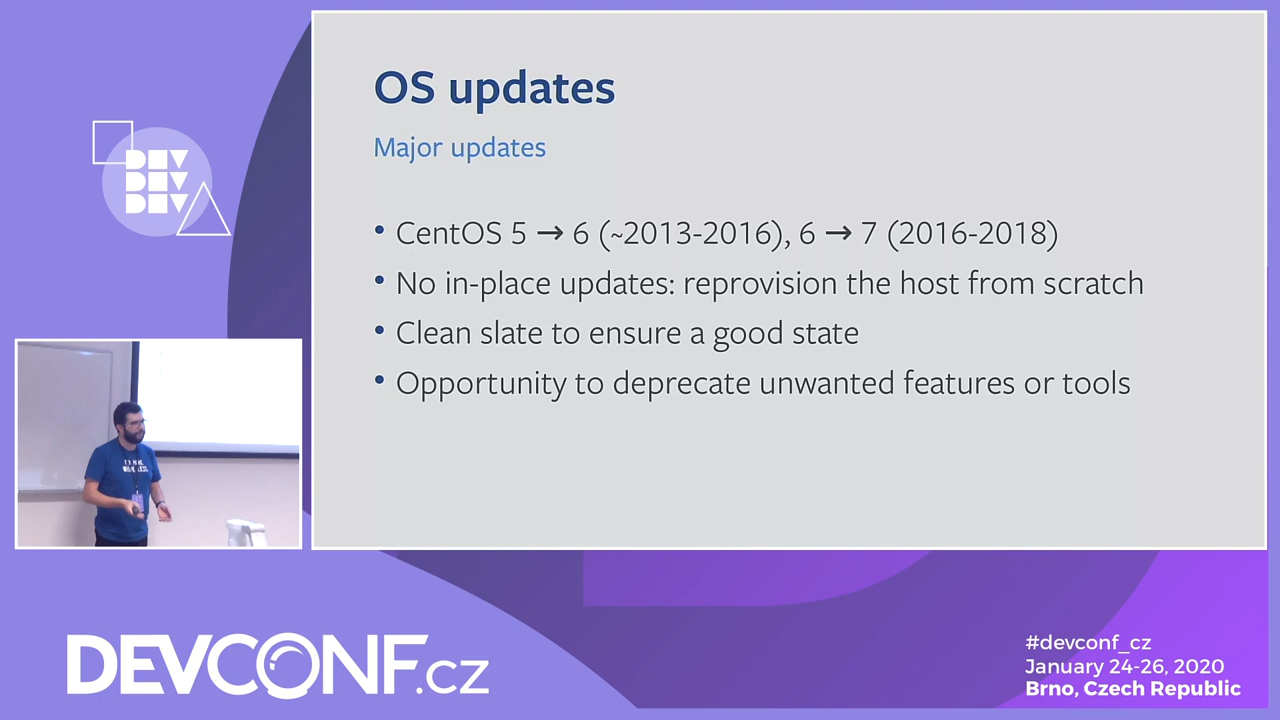 DEV
DEV
DEV
OS updates
Major updates
• CentOS 5 → 6 (~2013-2016), 6 → 7 (2016-2018)
• No in-place updates: reprovision the host from scratch
• Clean slate to ensure a good state
• Opportunity to deprecate unwanted features or tools
DEVCONF.cz
#devconf_cz
January 24-26, 2020
Brno, Czech Republic